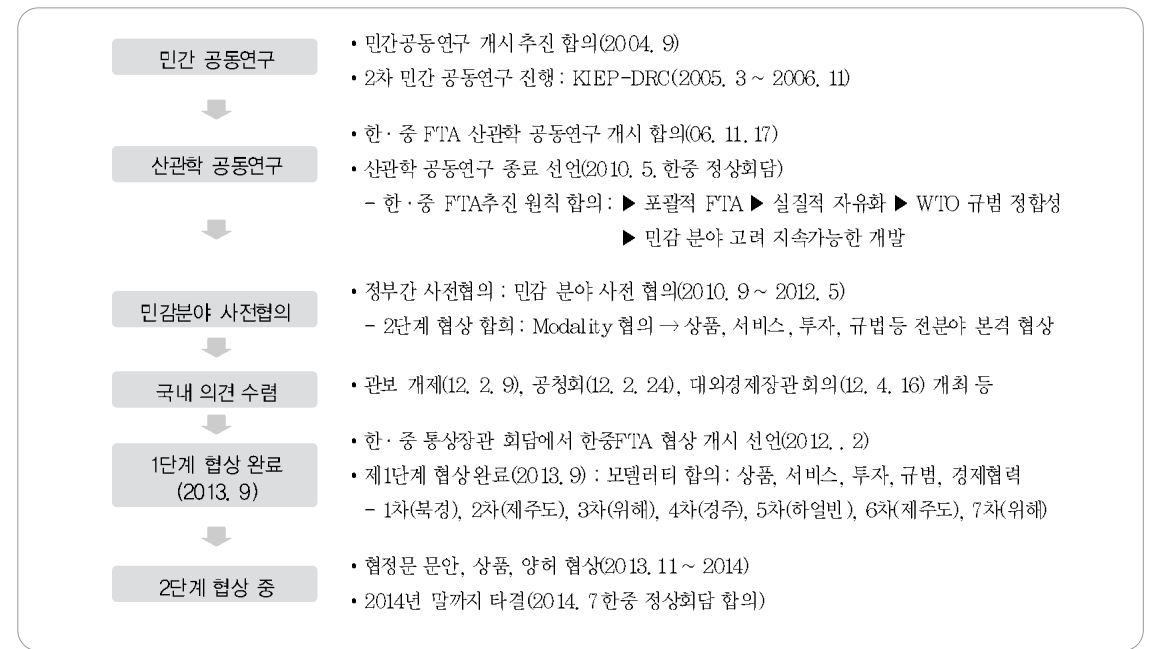 민간 공동연구
• 민간공동연구 개시 추진 합의(2004. 9)
• 2차 민간 공동연구 진행 : KIEP-DRC(2005. 3 ~ 2006. 11)
산관학 공동연구
• 한 · 중 FTA 산관학 공동연구 개시 합의(06. 11. 17)
• 산관학 공동연구 종료 선언(2010. 5. 한중 정상회담)
- 한 · 중 FTA추진 원칙 합의 : ▶ 포괄적 FTA ▶ 실질적 자유화 ▶ WTO 규범 정합성
▶ 민감 분야 고려 지속가능한 개발
민감분야 사전협의
• 정부간 사전협의 : 민감 분야 사전 협의(2010. 9 ~ 2012. 5)
- 2단계 협상 합희 : Modality 협의 → 상품, 서비스, 투자, 규법등 전분야 본격 협상
국내 의견 수렴
• 관보 개제(12. 2. 9), 공청회(12. 2. 24), 대외경제장관회의(12. 4. 16) 개최 등
1단계 협상 완료
(2013. 9)
• 한 · 중 통상장관 회담에서 한중FTA 협상 개시 선언(2012. . 2)
• 제1단계 협상완료(2013. 9) : 모델러티 합의 : 상품, 서비스, 투자, 규범, 경제협력
- 1차(북경), 2차(제주도), 3차(위해), 4차(경주), 5차(하얼빈), 6차(제주도), 7차(위해)
2단계 협상 중
• 협정문 문안, 상품, 양허 협상(2013. 11 ~ 2014)
• 2014년 말까지 타결(2014. 7 한중 정상회담 합의)